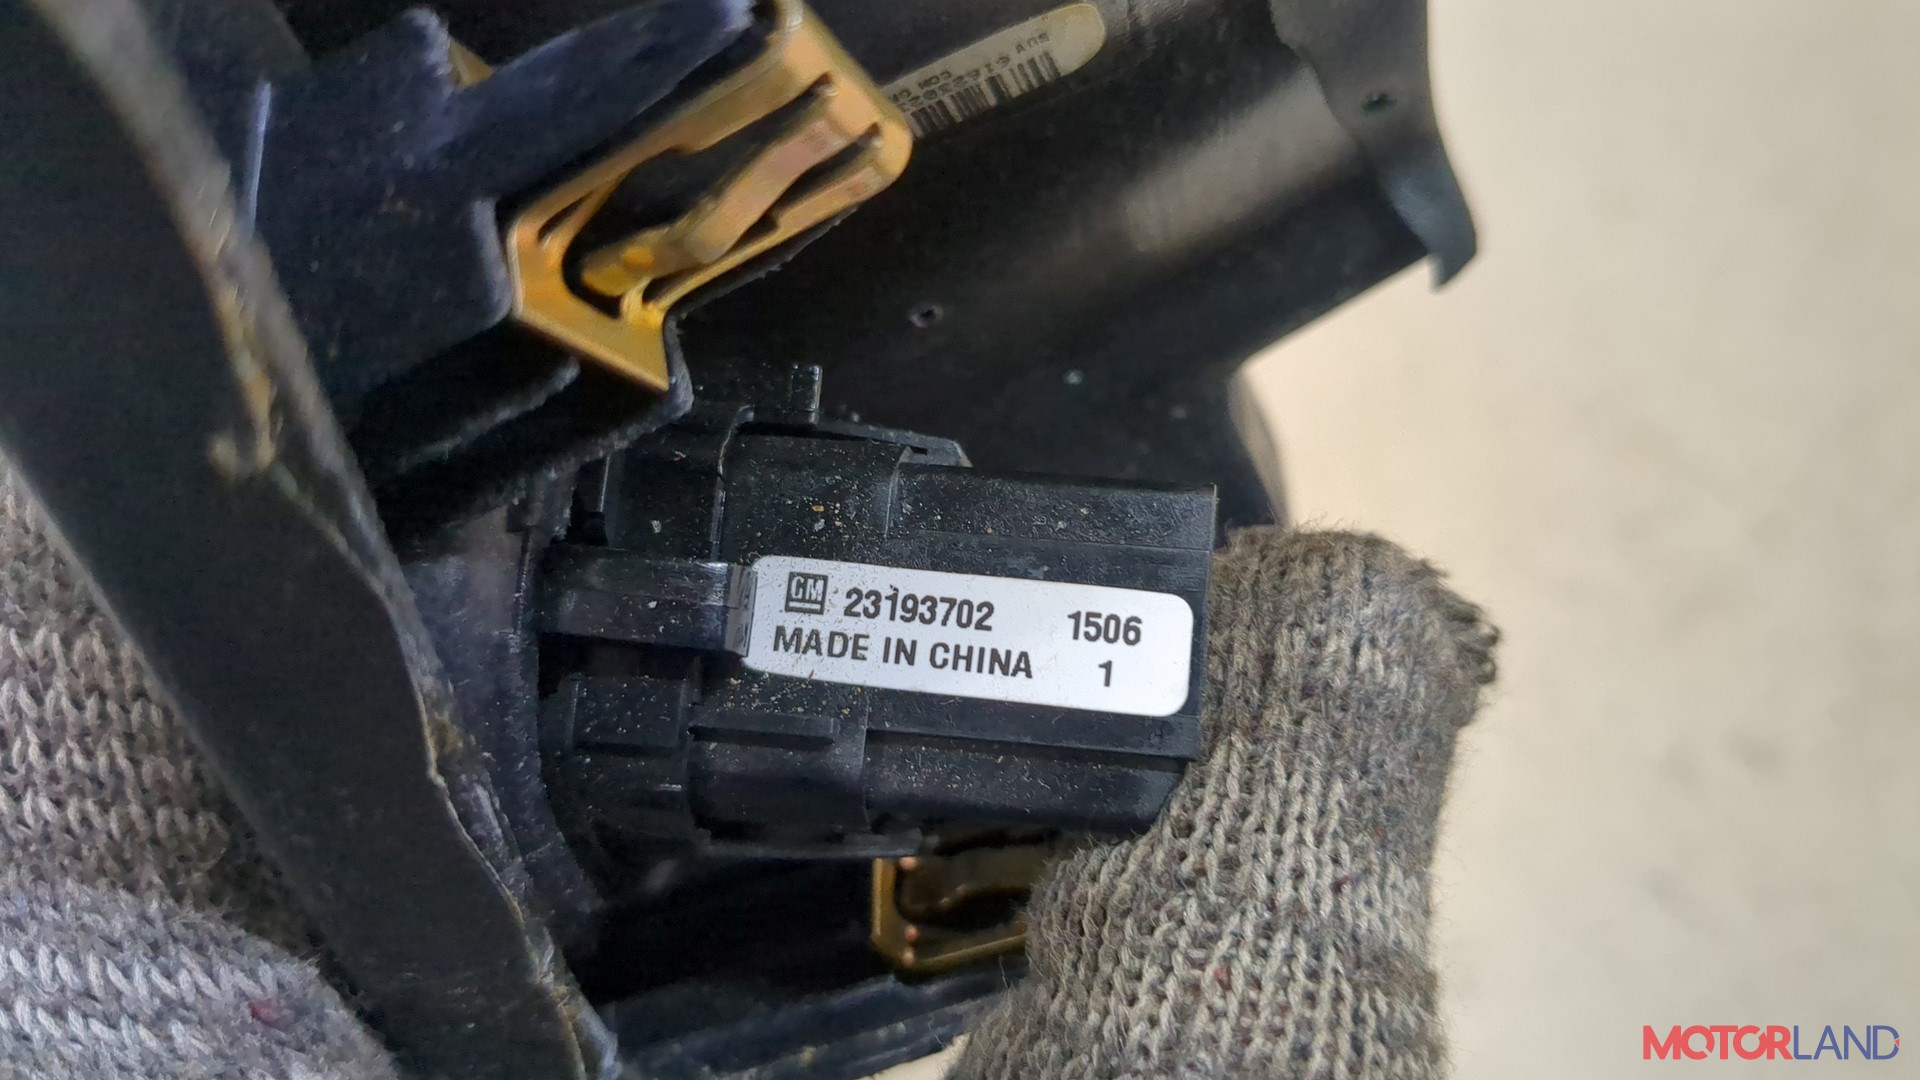 GM 23193702 1506
MADE IN CHINA 1
MOTORLAND